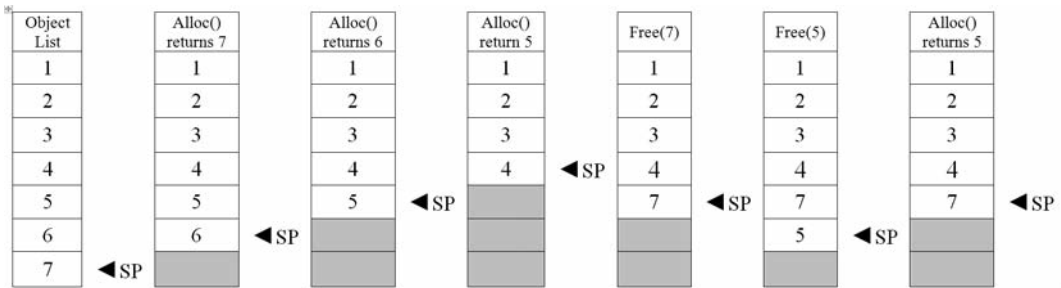 Object List
Alloc() returns 7
Alloc() returns 6
Alloc() return 5
Free(7)
Free(5)
Alloc() returns 5
1 1 1 1 1 1 1
2 2 2 2 2 2 2
3 3 3 3 3 3 3
4 4 4 4 SP 4 4 4
5 5 5 SP 7 SP 7 7 SP
6 6 SP 5 SP
7 SP